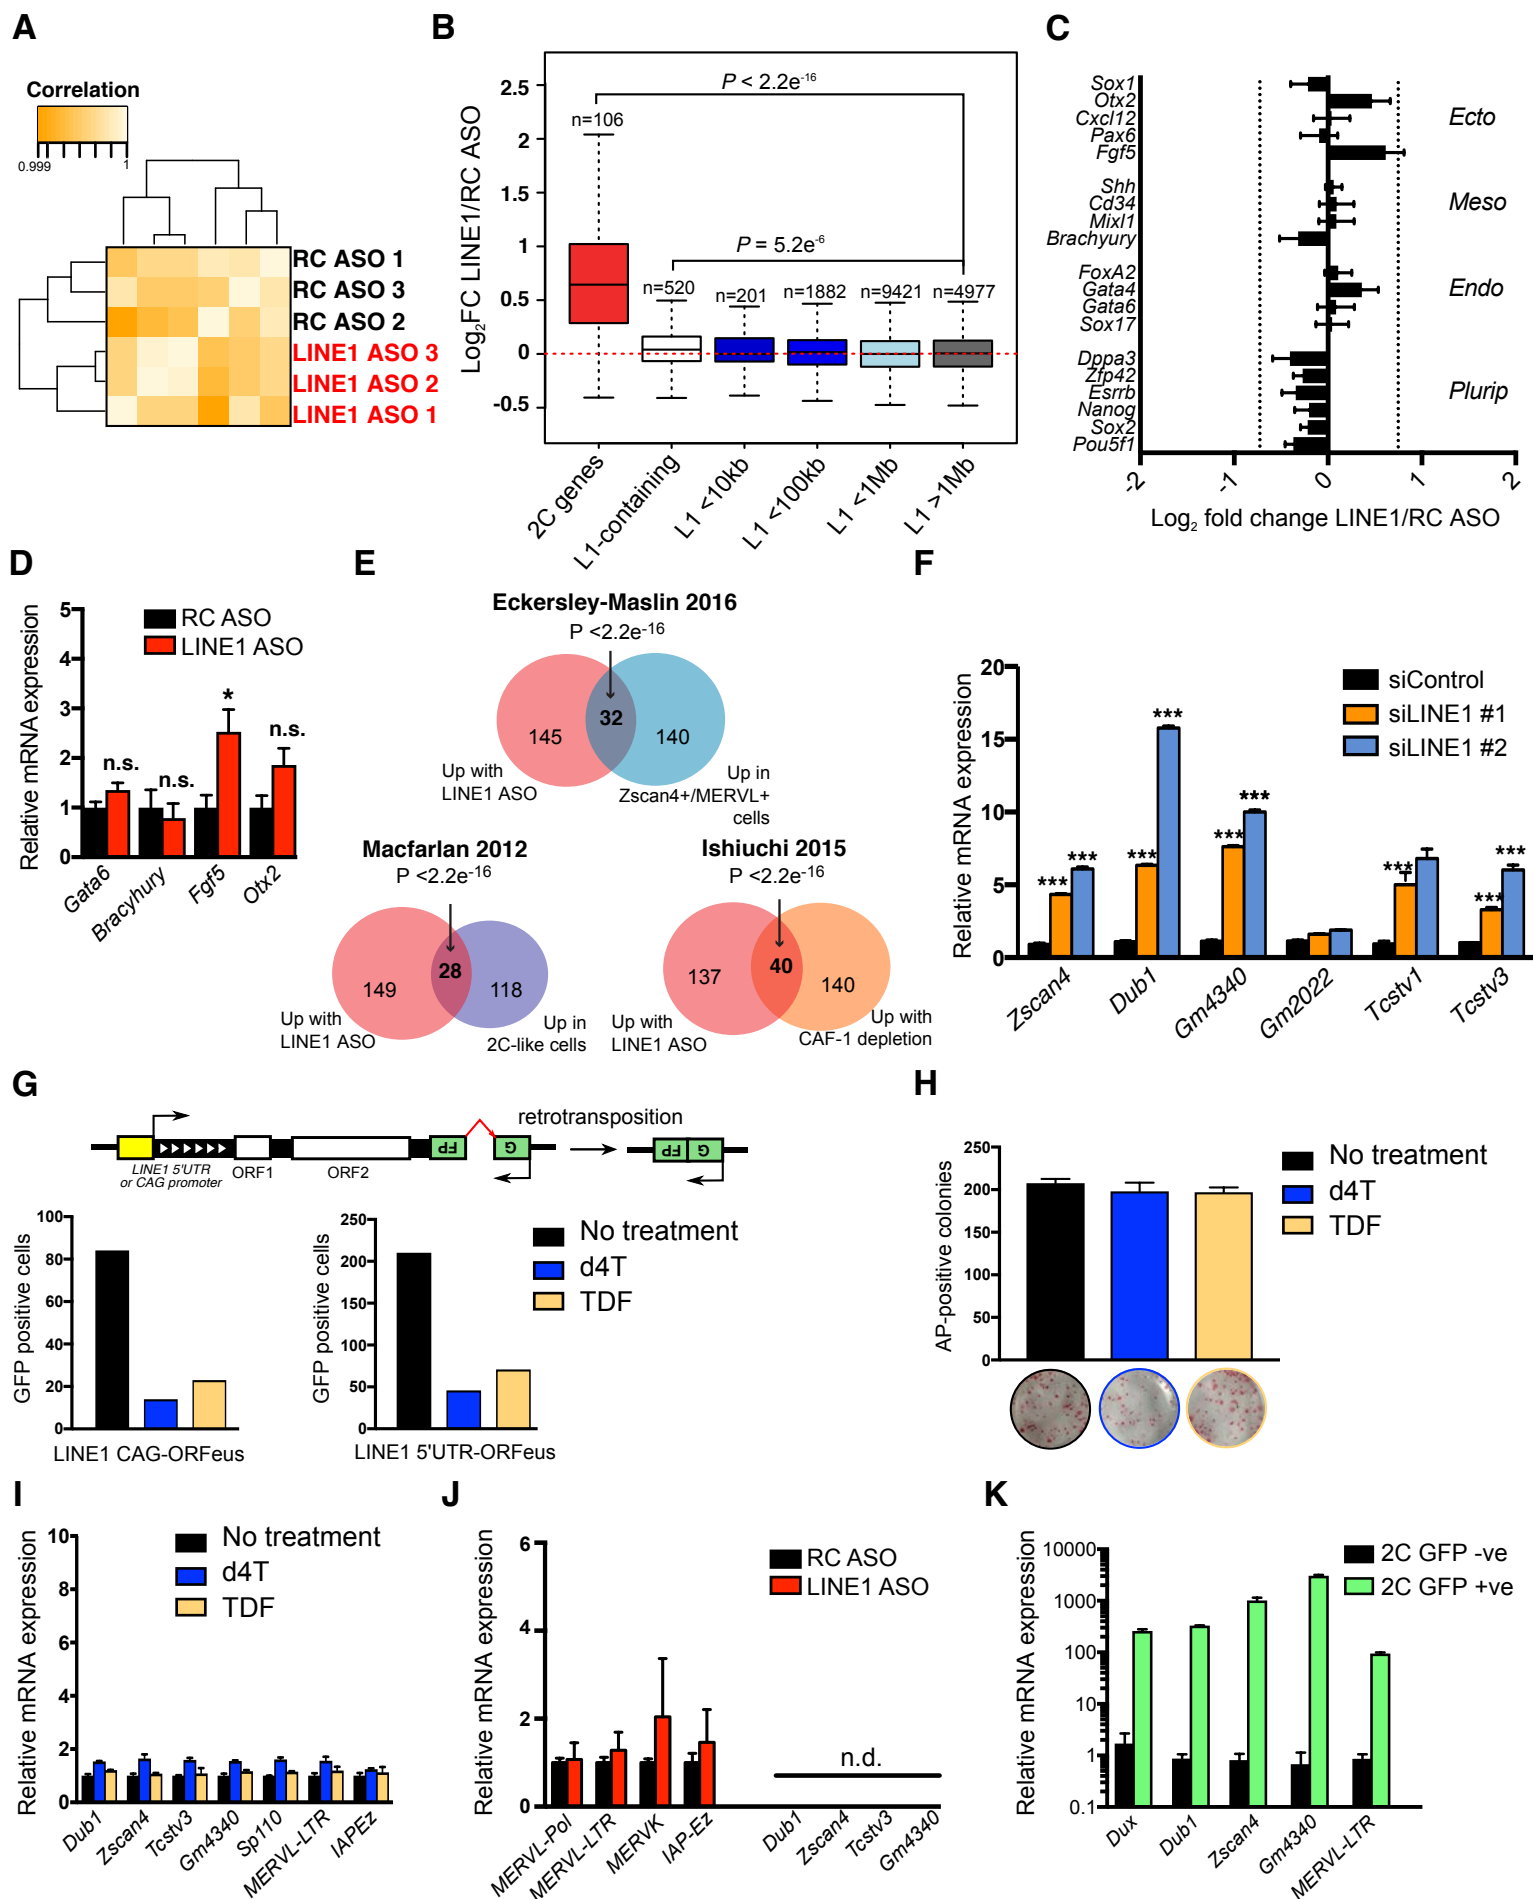 A
Correlation
0.999
1
RC ASO 1
RC ASO 3
RC ASO 2
LINE1 ASO 3
LINE1 ASO 2
LINE1 ASO 1
B
Log2FC LINE1/RC ASO
2.5
2
1.5
1
0.5
0
-0.5
P < 2.2e-16
P = 5.2e-6
n=106
n=520
n=201
n=1882
n=9421
n=4977
2C genes
L1-containing
L1 <10kb
L1 <100kb
L1 <1Mb
L1 >1Mb
C
Sox1
Otx2
Cxcl12
Pax6
Fgf5
Ecto
Shh
Cd34
Mixl1
Brachyury
Meso
FoxA2
Gata4
Gata6
Sox17
Endo
Dppa3
Zfp42
Esrrb
Nanog
Sox2
Pou5f1
Plurip
-2
-1
0
1
2
Log2 fold change LINE1/RC ASO
D
Relative mRNA expression
5
4
3
2
1
0
RC ASO
LINE1 ASO
n.s.
n.s.
*
n.s.
Gata6
Bracyhury
Fgf5
Otx2
E
Eckersley-Maslin 2016
P <2.2e-16
145
32
140
Up with
LINE1 ASO
Up in
Zscan4+/MERVL+
cells
Macfarlan 2012
P <2.2e-16
149
28
118
Up with
LINE1 ASO
Up in
2C-like cells
Ishiuchi 2015
P <2.2e-16
137
40
140
Up with
LINE1 ASO
Up with
CAF-1 depletion
F
Relative mRNA expression
20
15
10
5
0
siControl
siLINE1 #1
siLINE1 #2
***
***
***
***
***
***
***
***
***
Zscan4
Dub1
Gm4340
Gm2022
Tcstv1
Tcstv3
G
LINE1 5'UTR
or CAG promoter
ORF1
ORF2
FP
G
retrotransposition
FP
G
GFP positive cells
100
80
60
40
20
0
LINE1 CAG-ORFeus
GFP positive cells
250
200
150
100
50
0
LINE1 5'UTR-ORFeus
No treatment
d4T
TDF
H
AP-positive colonies
250
200
150
100
50
0
No treatment
d4T
TDF
I
Relative mRNA expression
10
8
6
4
2
0
No treatment
d4T
TDF
Dub1
Zscan4
Tcstv3
Gm4340
Sp110
MERVL-LTR
IAPEz
J
Relative mRNA expression
6
4
2
0
RC ASO
LINE1 ASO
n.d.
MERVL-Pol
MERVL-LTR
MERVK
IAP-Ez
Dub1
Zscan4
Tcstv3
Gm4340
K
Relative mRNA expression
10000
1000
100
10
1
0.1
2C GFP -ve
2C GFP +ve
Dux
Dub1
Zscan4
Gm4340
MERVL-LTR